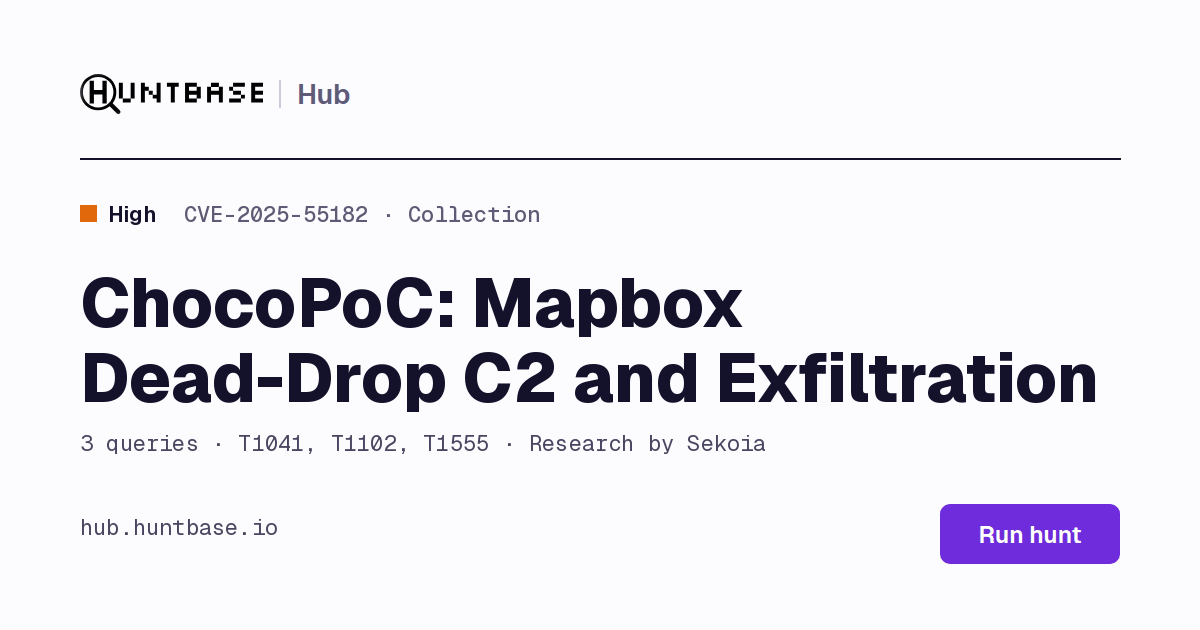 HUNTBASE Hub
High CVE-2025-55182 · Collection
ChocoPoC: Mapbox
Dead-Drop C2 and Exfiltration
3 queries · T1041, T1102, T1555 · Research by Sekoia
hub.huntbase.io
Run hunt